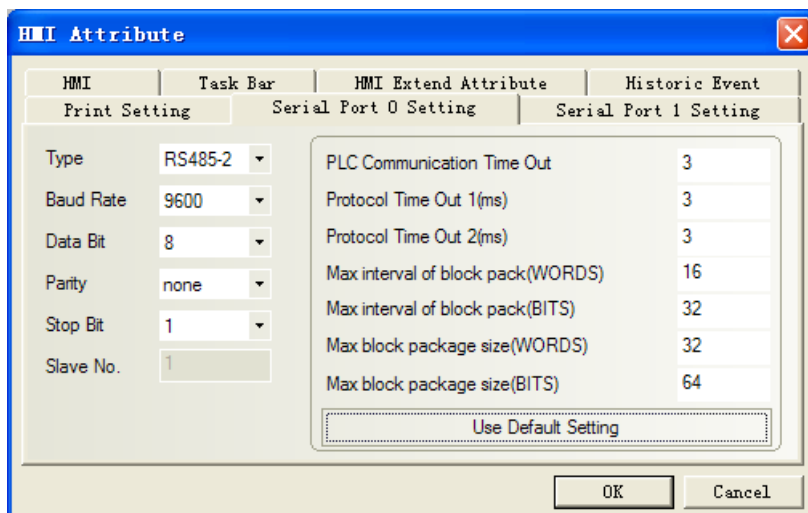 HMI Attribute
HMI
Task Bar
HMI Extend Attribute
Historic Event
Print Setting
Serial Port 0 Setting
Serial Port 1 Setting
Type RS485-2
Baud Rate 9600
Data Bit 8
Parity none
Stop Bit 1
Slave No. 1
PLC Communication Time Out 3
Protocol Time Out 1(ms) 3
Protocol Time Out 2(ms) 3
Max interval of block pack(WORDS) 16
Max interval of block pack(BITS) 32
Max block package size(WORDS) 32
Max block package size(BITS) 64
Use Default Setting
OK
Cancel